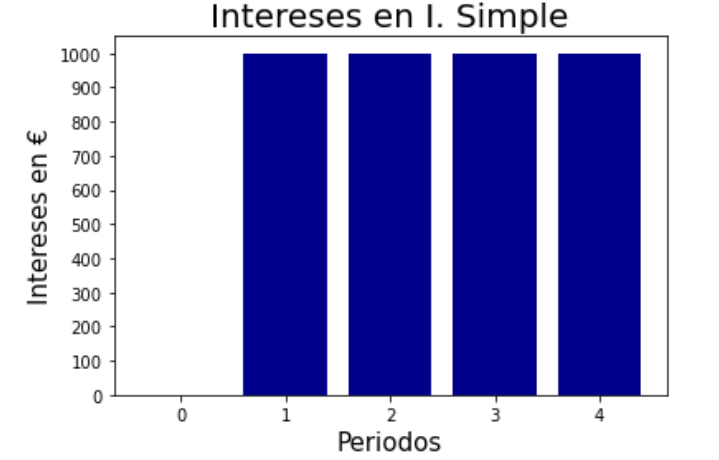 Intereses en I. Simple
1000
900
800
700
600
500
400
300
200
100
0
Intereses en €
0 1 2 3 4
Periodos